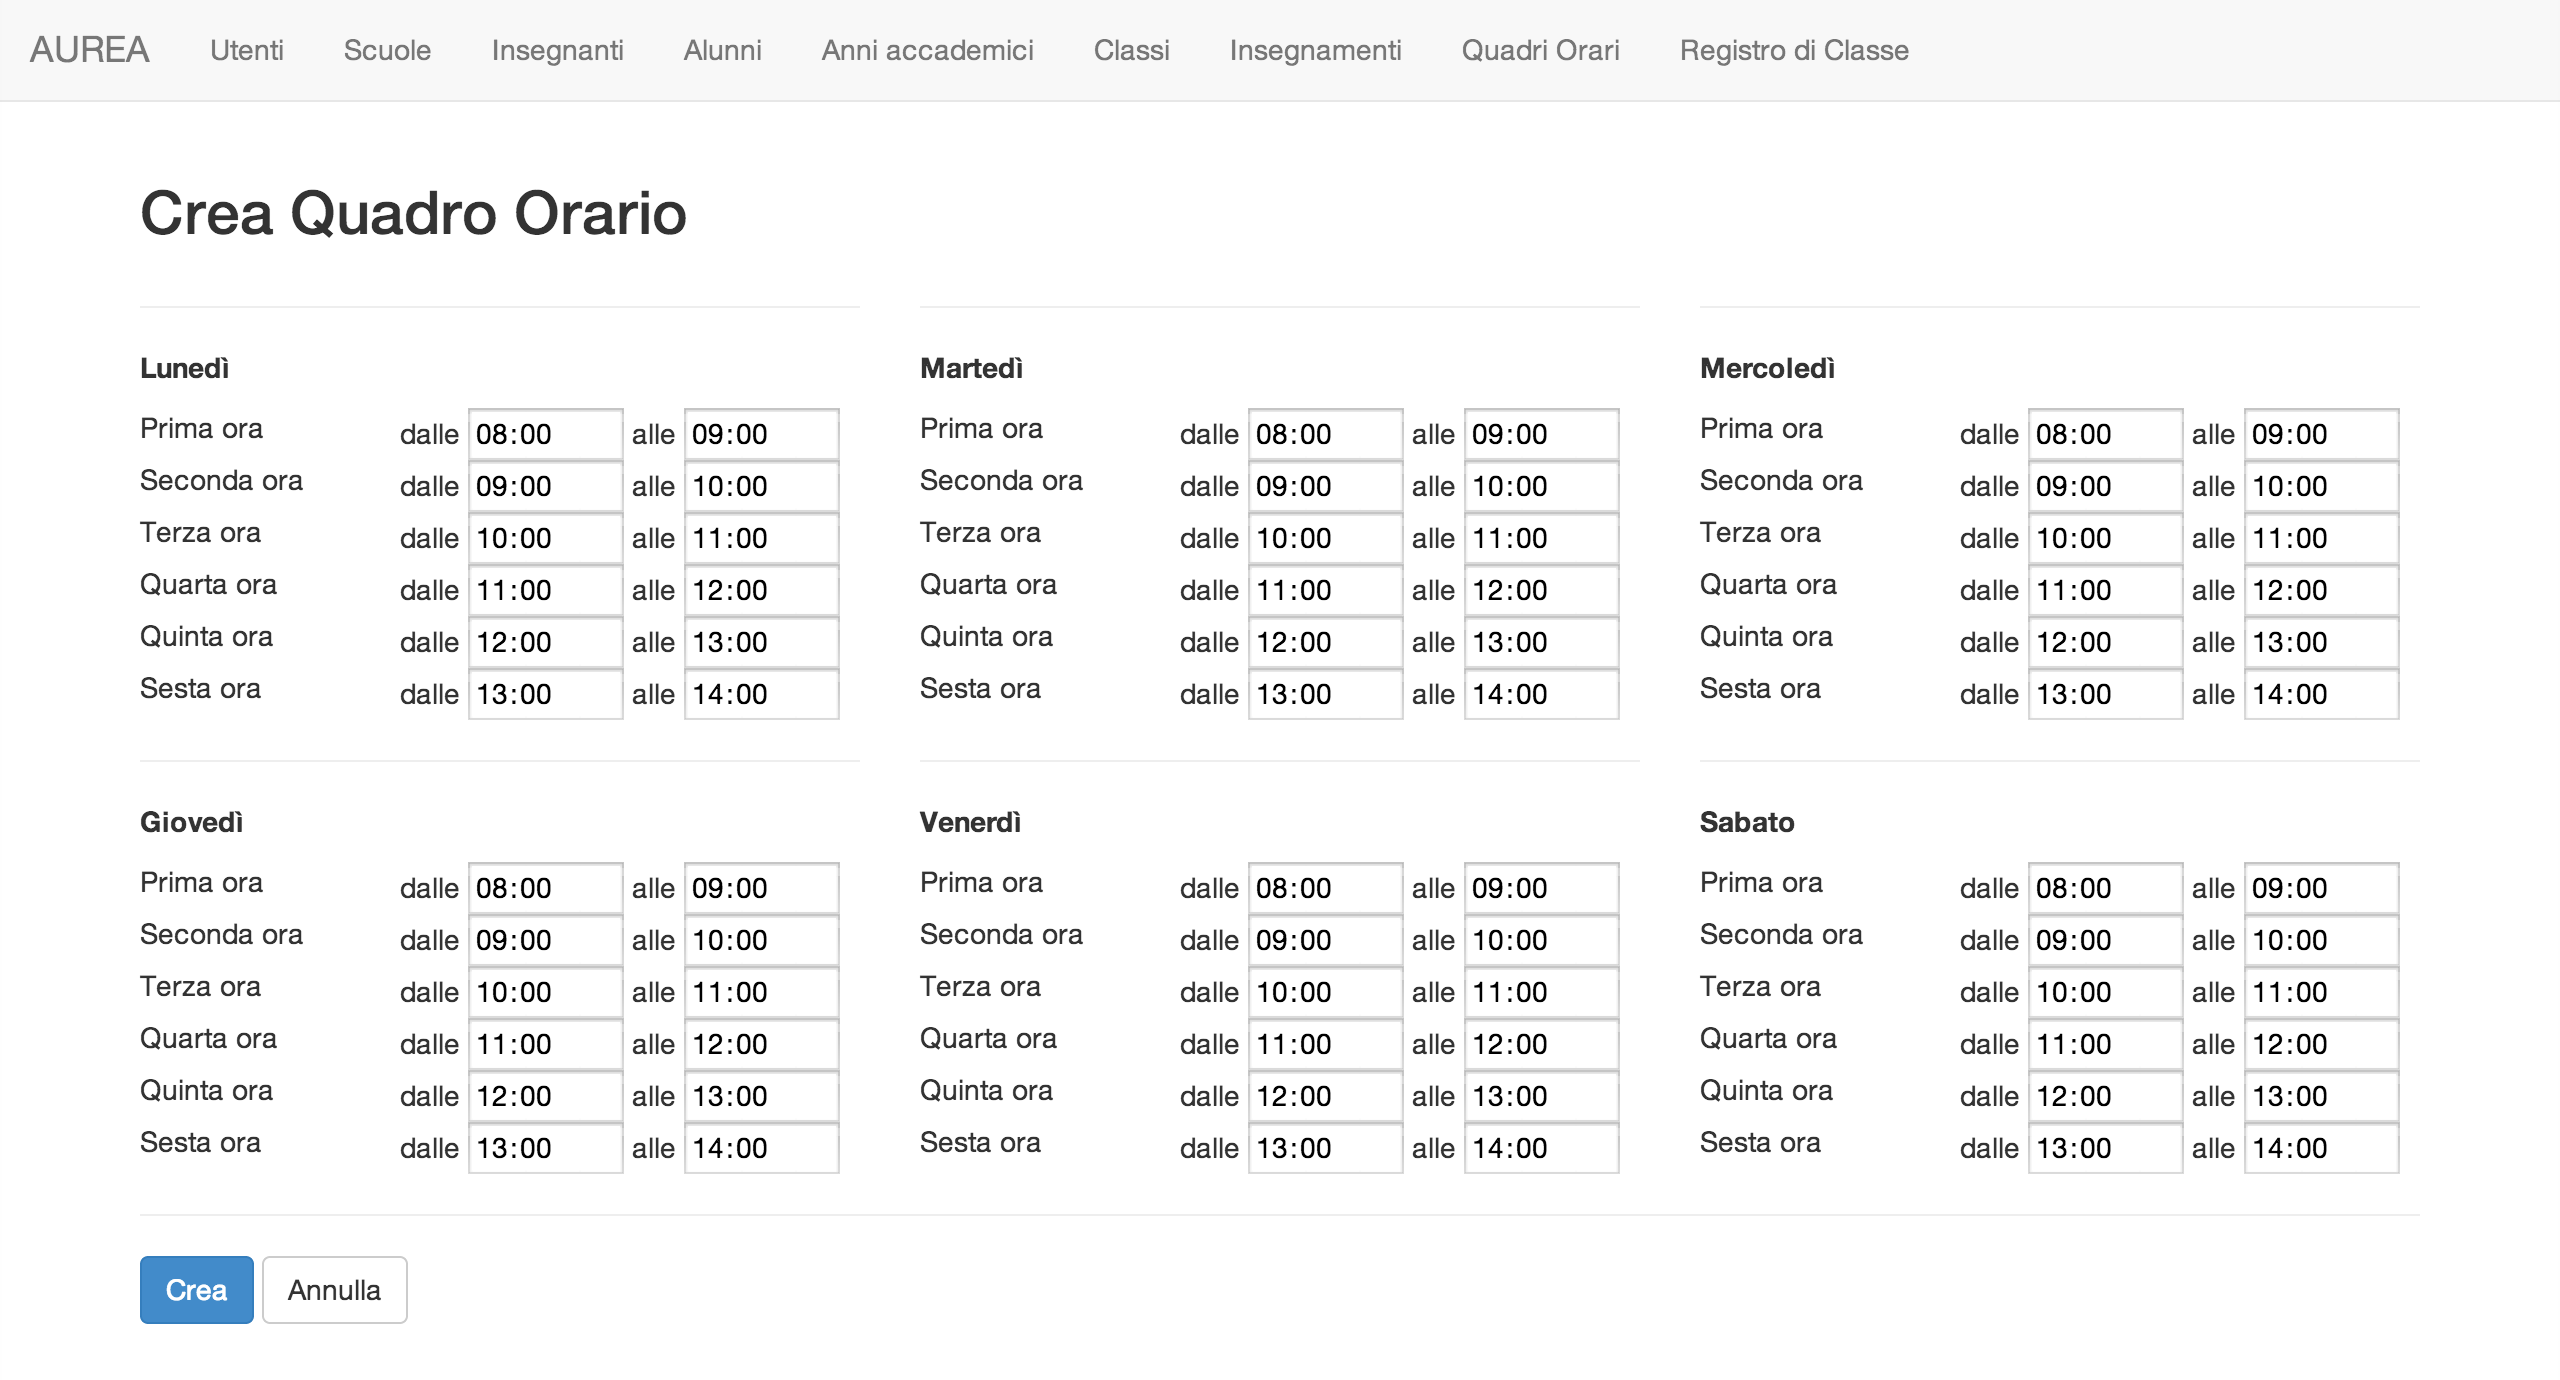 AUREA Utenti Scuole Insegnanti Alunni Anni accademici Classi Insegnamenti Quadri Orari Registro di Classe
Crea Quadro Orario
Lunedì
Prima ora dalle 08:00 alle 09:00
Seconda ora dalle 09:00 alle 10:00
Terza ora dalle 10:00 alle 11:00
Quarta ora dalle 11:00 alle 12:00
Quinta ora dalle 12:00 alle 13:00
Sesta ora dalle 13:00 alle 14:00
Martedì
Prima ora dalle 08:00 alle 09:00
Seconda ora dalle 09:00 alle 10:00
Terza ora dalle 10:00 alle 11:00
Quarta ora dalle 11:00 alle 12:00
Quinta ora dalle 12:00 alle 13:00
Sesta ora dalle 13:00 alle 14:00
Mercoledì
Prima ora dalle 08:00 alle 09:00
Seconda ora dalle 09:00 alle 10:00
Terza ora dalle 10:00 alle 11:00
Quarta ora dalle 11:00 alle 12:00
Quinta ora dalle 12:00 alle 13:00
Sesta ora dalle 13:00 alle 14:00
Giovedì
Prima ora dalle 08:00 alle 09:00
Seconda ora dalle 09:00 alle 10:00
Terza ora dalle 10:00 alle 11:00
Quarta ora dalle 11:00 alle 12:00
Quinta ora dalle 12:00 alle 13:00
Sesta ora dalle 13:00 alle 14:00
Venerdì
Prima ora dalle 08:00 alle 09:00
Seconda ora dalle 09:00 alle 10:00
Terza ora dalle 10:00 alle 11:00
Quarta ora dalle 11:00 alle 12:00
Quinta ora dalle 12:00 alle 13:00
Sesta ora dalle 13:00 alle 14:00
Sabato
Prima ora dalle 08:00 alle 09:00
Seconda ora dalle 09:00 alle 10:00
Terza ora dalle 10:00 alle 11:00
Quarta ora dalle 11:00 alle 12:00
Quinta ora dalle 12:00 alle 13:00
Sesta ora dalle 13:00 alle 14:00
Crea Annulla